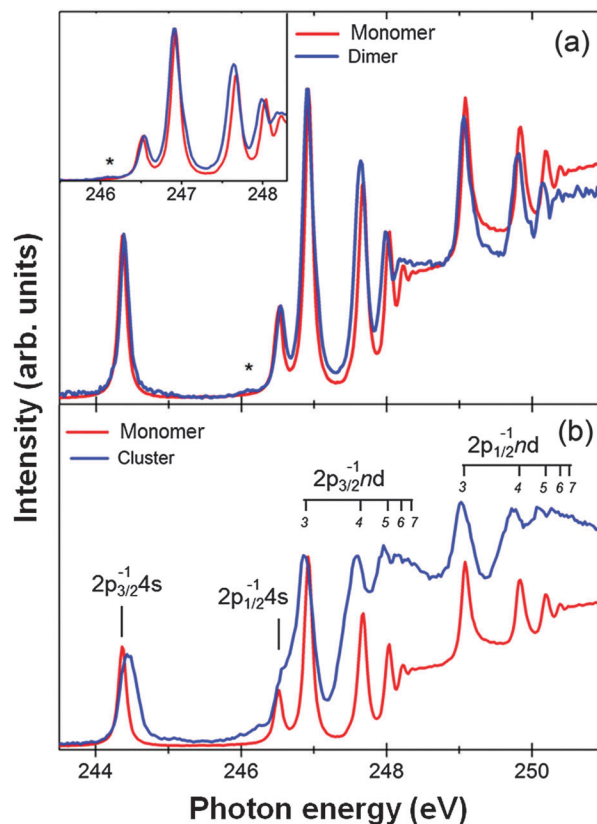 Monomer
Dimer
(a)
*
246 247 248
*
Intensity (arb. units)
Monomer
Cluster
(b)
2p₃/₂⁻¹nd
3 4 5 6 7
2p₁/₂⁻¹nd
3 4 5 6 7
2p₃/₂⁻¹4s
2p₁/₂⁻¹4s
244 246 248 250
Photon energy (eV)